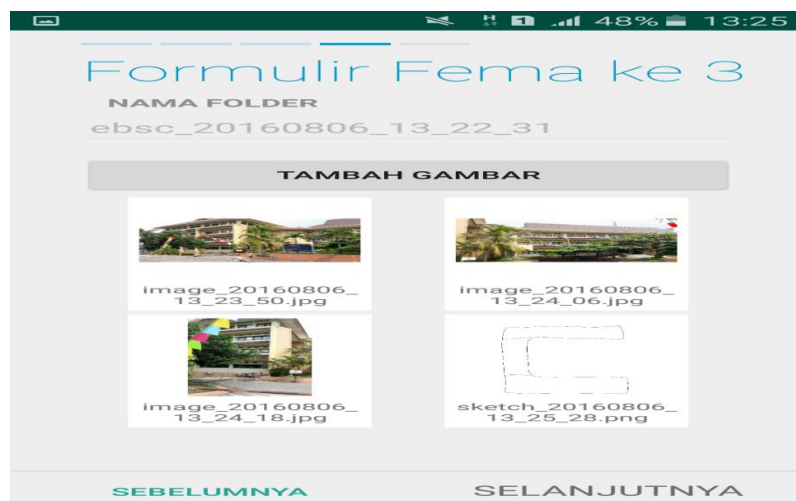 48% 13:25
Formulir Fema ke 3
NAMA FOLDER
ebsc_20160806_13_22_31
TAMBAH GAMBAR
image_20160806_
13_23_50.jpg
image_20160806_
13_24_06.jpg
image_20160806_
13_24_18.jpg
sketch_20160806_
13_25_28.png
SEBELUMNYA
SELANJUTNYA